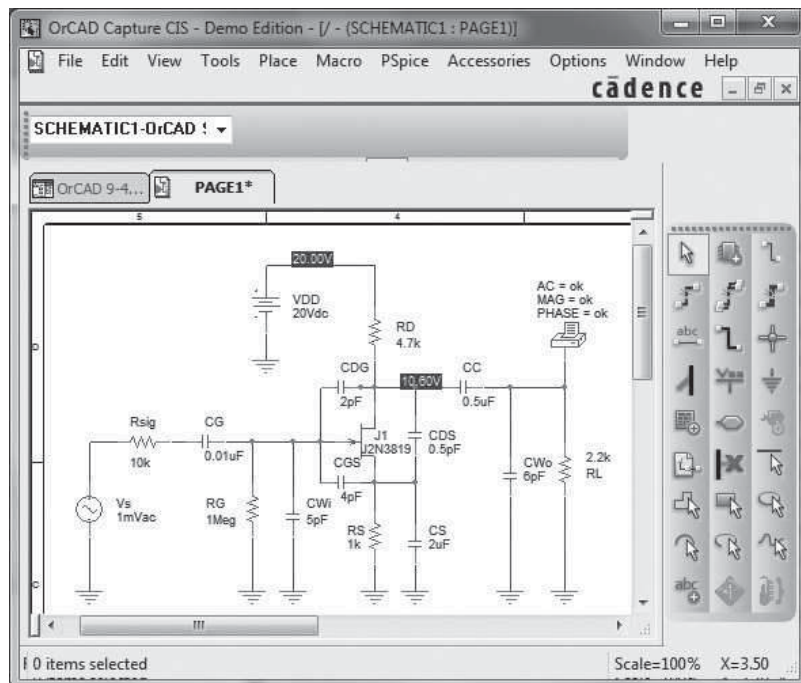 OrCAD Capture CIS - Demo Edition - [/ - (SCHEMATIC1 : PAGE1)]
File Edit View Tools Place Macro PSpice Accessories Options Window Help
cādence
SCHEMATIC1-OrCAD
OrCAD 9-4...
PAGE1*
5
4
20.00V
VDD
20Vdc
RD
4.7k
AC = ok
MAG = ok
PHASE = ok
CDG
2pF
10.60V
CC
0.5uF
Rsig
10k
CG
0.01uF
J1
J2N3819
CDS
0.5pF
CGS
4pF
CWo
6pF
2.2k
RL
Vs
1mVac
RG
1Meg
CWi
5pF
RS
1k
CS
2uF
D
C
abc
abc
0 items selected
Scale=100% X=3.50